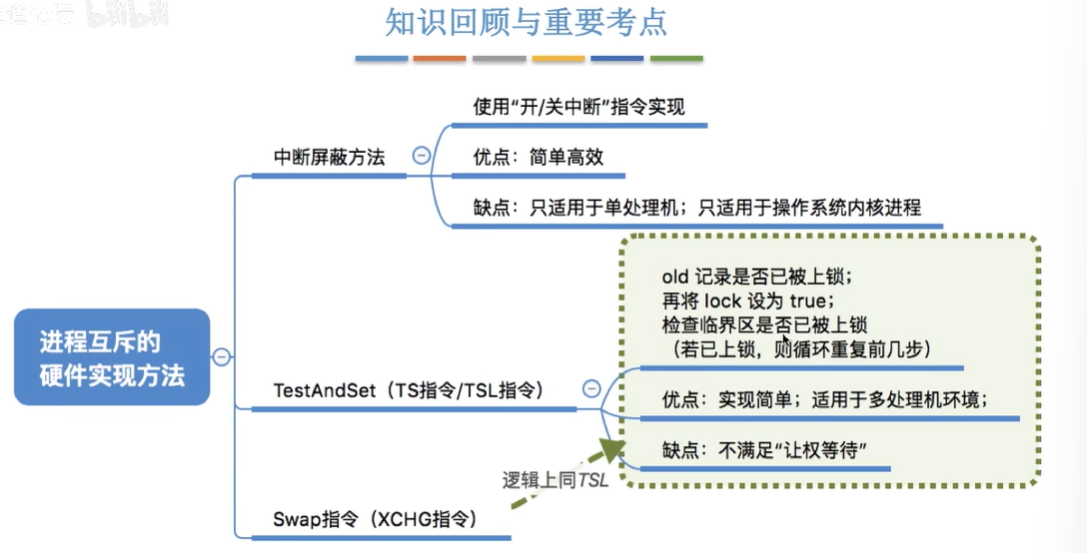 知识回顾与重要考点
使用“开/关中断”指令实现
中断屏蔽方法
优点：简单高效
缺点：只适用于单处理机；只适用于操作系统内核进程
old 记录是否已被上锁；
再将 lock 设为 true；
检查临界区是否已被上锁
（若已上锁，则循环重复前几步）
进程互斥的
硬件实现方法
TestAndSet（TS指令/TSL指令）
优点：实现简单；适用于多处理机环境；
缺点：不满足“让权等待”
逻辑上同TSL
Swap指令（XCHG指令）